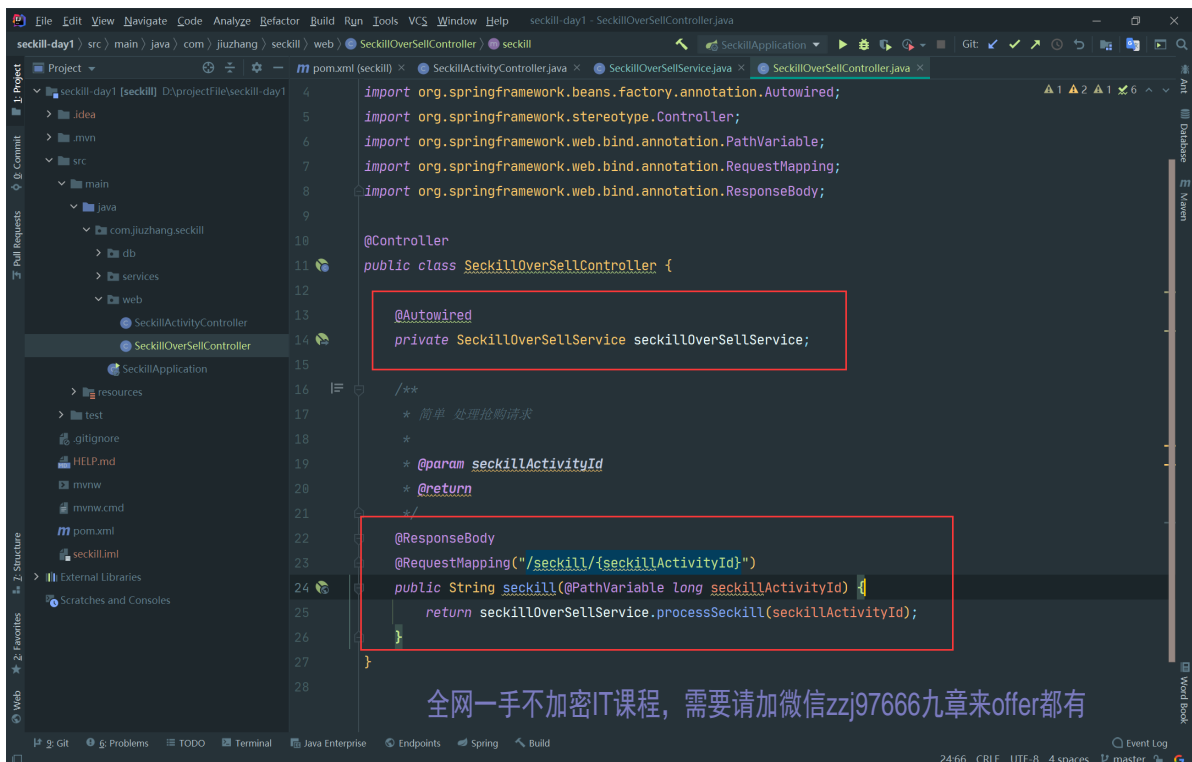 File Edit View Navigate Code Analyze Refactor Build Run Tools VCS Window Help seckill-day1 - SeckillOverSellController.java
seckill-day1 src main java com jiuzhang seckill web SeckillOverSellController seckill SeckillApplication Git:
Project pom.xml (seckill) SeckillActivityController.java SeckillOverSellService.java SeckillOverSellController.java
1: Project
0: Commit
Pull Requests
7: Structure
2: Favorites
Web
seckill-day1 [seckill] D:\projectFile\seckill-day1
.idea
.mvn
src
main
java
com.jiuzhang.seckill
db
services
web
SeckillActivityController
SeckillOverSellController
SeckillApplication
resources
test
.gitignore
HELP.md
mvnw
mvnw.cmd
pom.xml
seckill.iml
External Libraries
Scratches and Consoles
1 2 1 6
4 import org.springframework.beans.factory.annotation.Autowired;
5 import org.springframework.stereotype.Controller;
6 import org.springframework.web.bind.annotation.PathVariable;
7 import org.springframework.web.bind.annotation.RequestMapping;
8 import org.springframework.web.bind.annotation.ResponseBody;
9
10 @Controller
11 public class SeckillOverSellController {
12
13 @Autowired
14 private SeckillOverSellService seckillOverSellService;
15
16 /**
17 * 简单 处理抢购请求
18 *
19 * @param seckillActivityId
20 * @return
21 */
22 @ResponseBody
23 @RequestMapping("/seckill/{seckillActivityId}")
24 public String seckill(@PathVariable long seckillActivityId) {
25 return seckillOverSellService.processSeckill(seckillActivityId);
26 }
27 }
28
全网一手不加密IT课程，需要请加微信zzj97666九章来offer都有
Ant
Database
Maven
Word Book
9: Git 6: Problems TODO Terminal Java Enterprise Endpoints Spring Build Event Log
24:66 CRLF UTF-8 4 spaces master